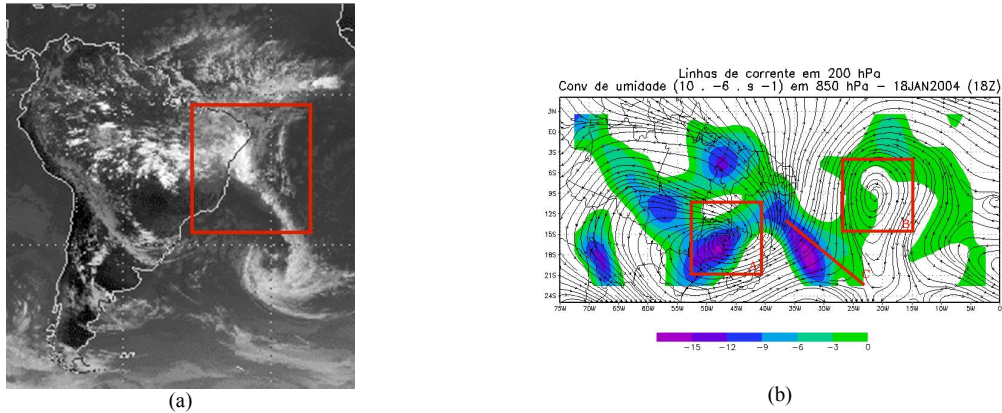 Linhas de corrente em 200 hPa
Conv de umidade (10 . -6 . s -1) em 850 hPa - 18JAN2004 (18Z)
3N
EQ
3S
6S
9S
12S
15S
18S
21S
24S
A
B
C
75W 70W 65W 60W 55W 50W 45W 40W 35W 30W 25W 20W 15W 10W 5W 0
-15 -12 -9 -6 -3 0
(a)
(b)